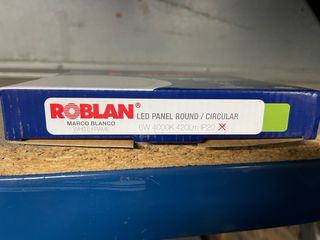 ROBLAN®
MARCO BLANCO
WHITE FRAME
LED PANEL ROUND / CIRCULAR
6W 4000K 420Lm IP20